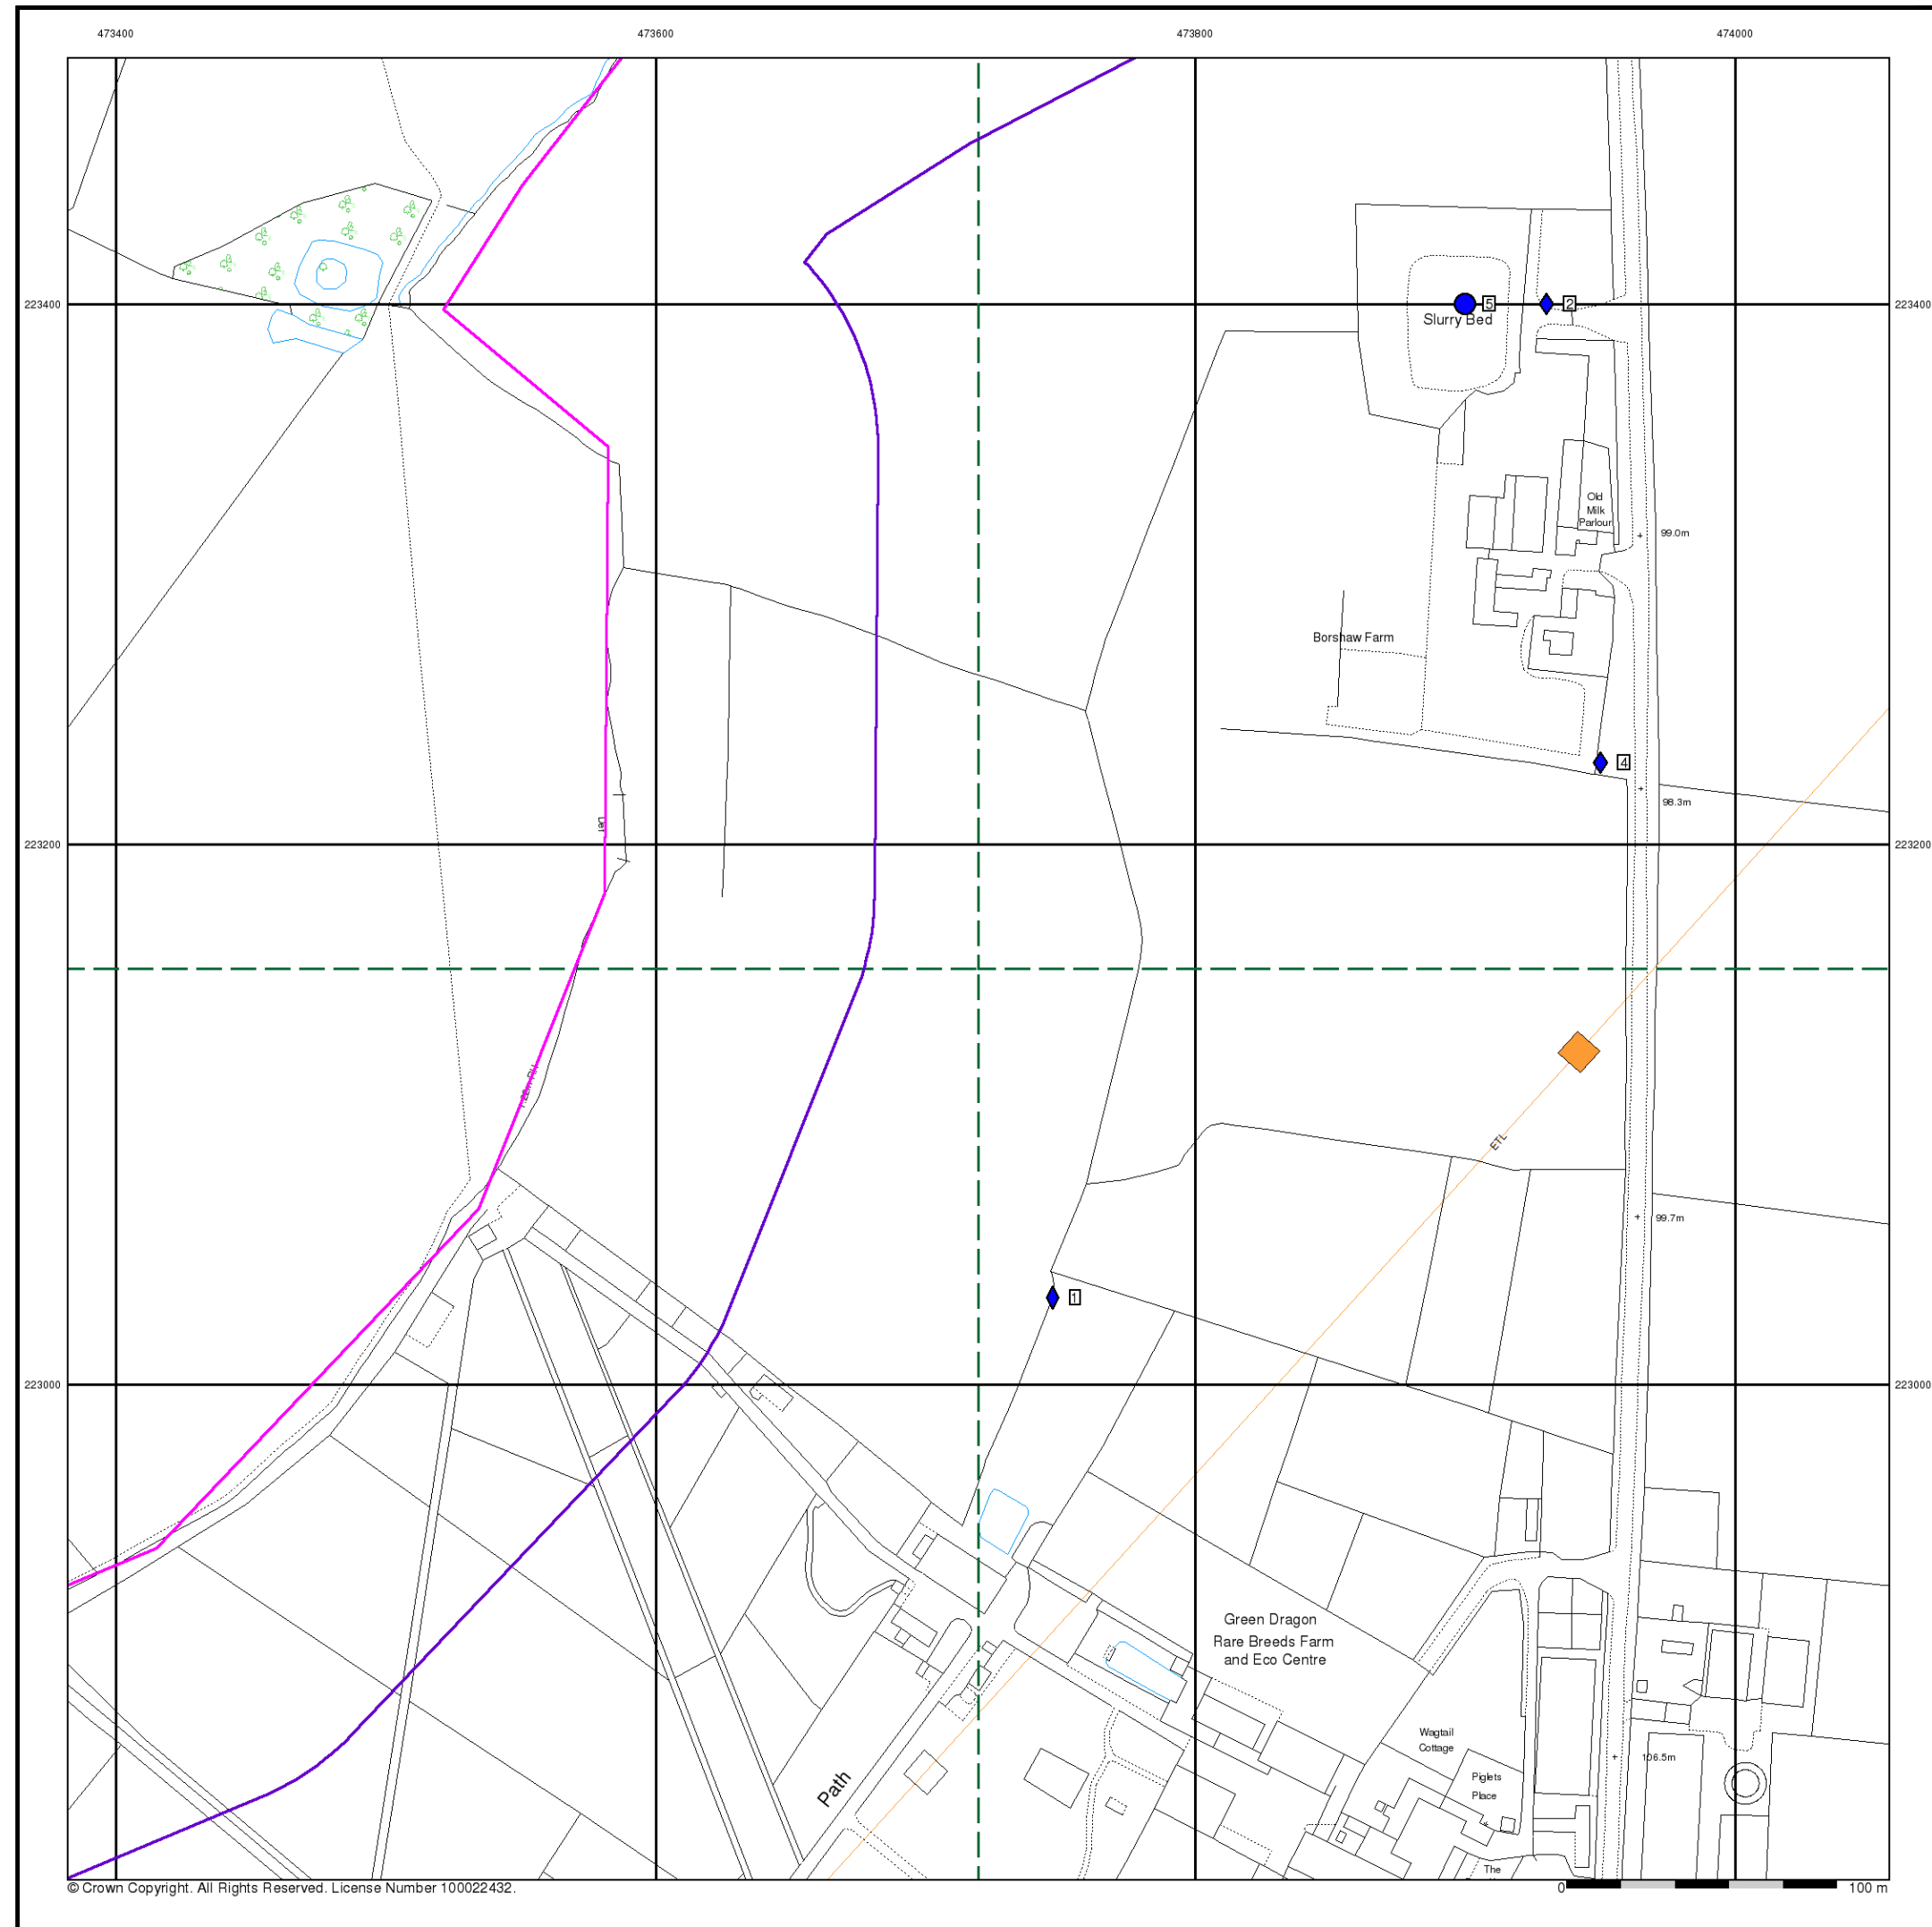 473400 473600 473800 474000
223400 223400
5 2
Slurry Bed
Old
Milk
Parlour
99.0m
Borshaw Farm
4
98.3m
Def
223200 223200
ETL
99.7m
1
223000 223000
Green Dragon
Rare Breeds Farm
and Eco Centre
Wagtail
Cottage
106.5m
Path
Piglets
Place
The
© Crown Copyright. All Rights Reserved. License Number 100022432.
0 100 m